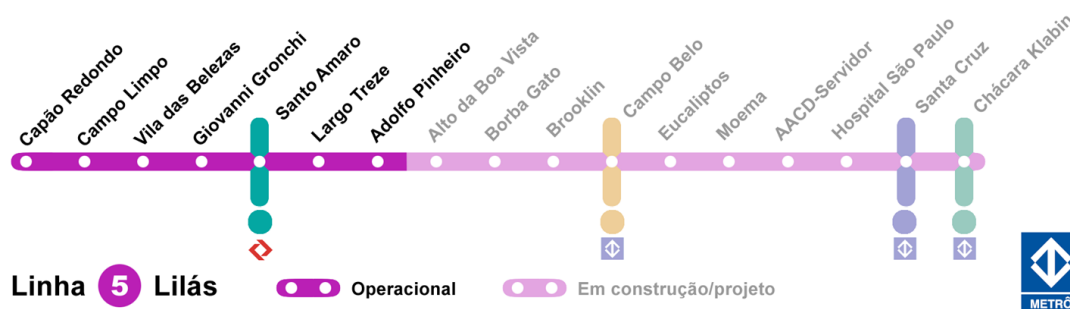 Capão Redondo
Campo Limpo
Vila das Belezas
Giovanni Gronchi
Santo Amaro
Largo Treze
Adolfo Pinheiro
Alto da Boa Vista
Borba Gato
Brooklin
Campo Belo
Eucaliptos
Moema
AACD-Servidor
Hospital São Paulo
Santa Cruz
Chácara Klabin
Linha 5 Lilás
Operacional
Em construção/projeto
METRÔ